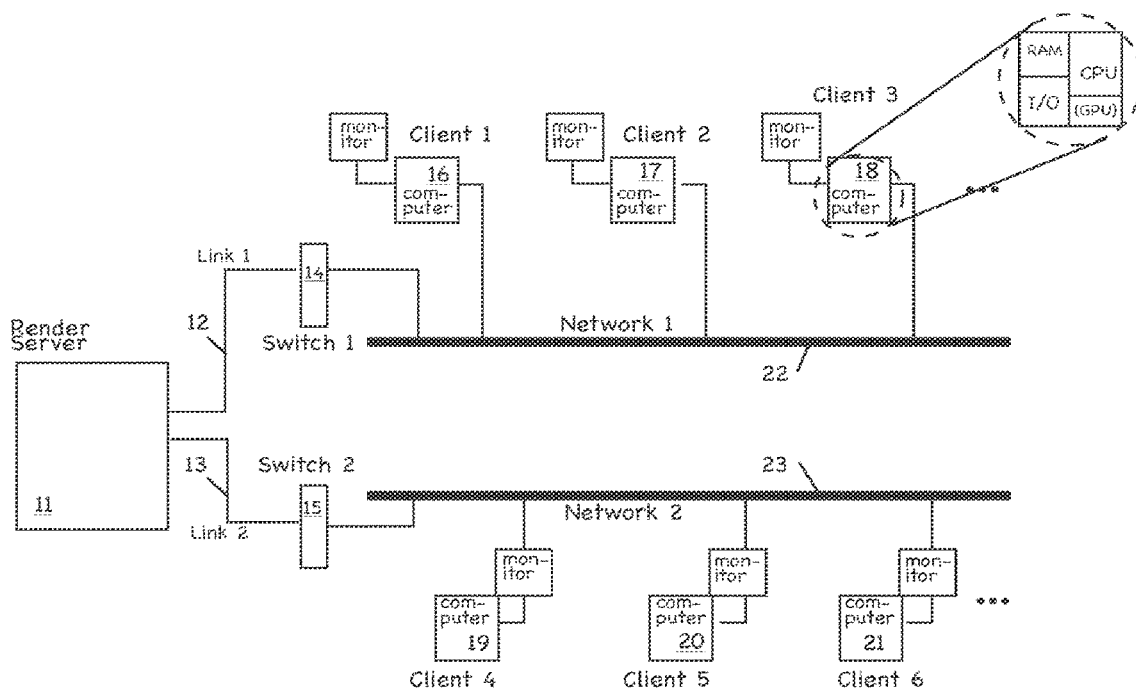 RAM
CPU
I/O
(GPU)
Client 3
mon-
itor
Client 1
mon-
itor
Client 2
mon-
itor
16
com-
puter
17
com-
puter
18
com-
puter
...
Link 1
14
12
Render
Server
Switch 1
Network 1
22
11
13
Switch 2
23
15
Link 2
Network 2
mon-
itor
mon-
itor
mon-
itor
com-
puter
19
com-
puter
20
com-
puter
21
...
Client 4
Client 5
Client 6